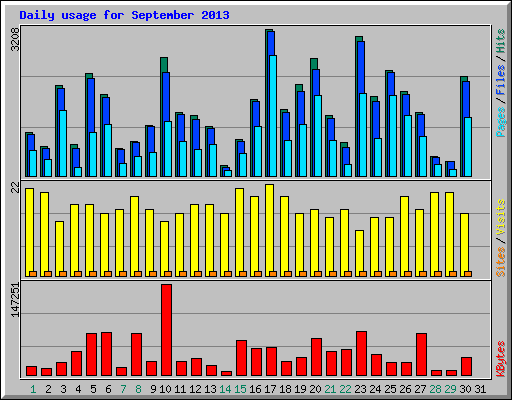 Daily usage for September 2013
3208
Pages / Files / Hits
22
Sites / Visits
147251
KBytes
1 2 3 4 5 6 7 8 9 10 11 12 13 14 15 16 17 18 19 20 21 22 23 24 25 26 27 28 29 30 31